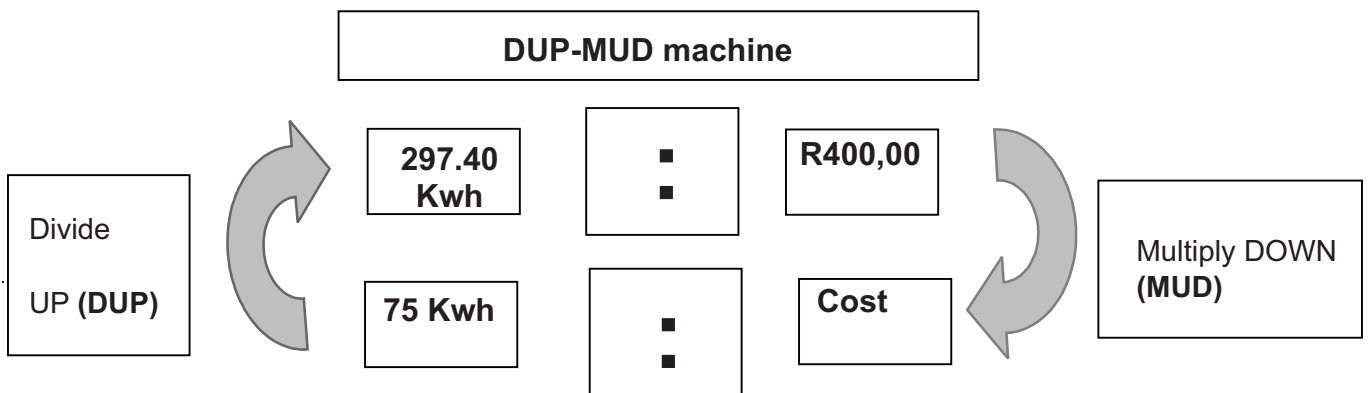 DUP-MUD machine
297.40
Kwh
:
R400,00
Divide
UP (DUP)
Multiply DOWN
(MUD)
75 Kwh
:
Cost